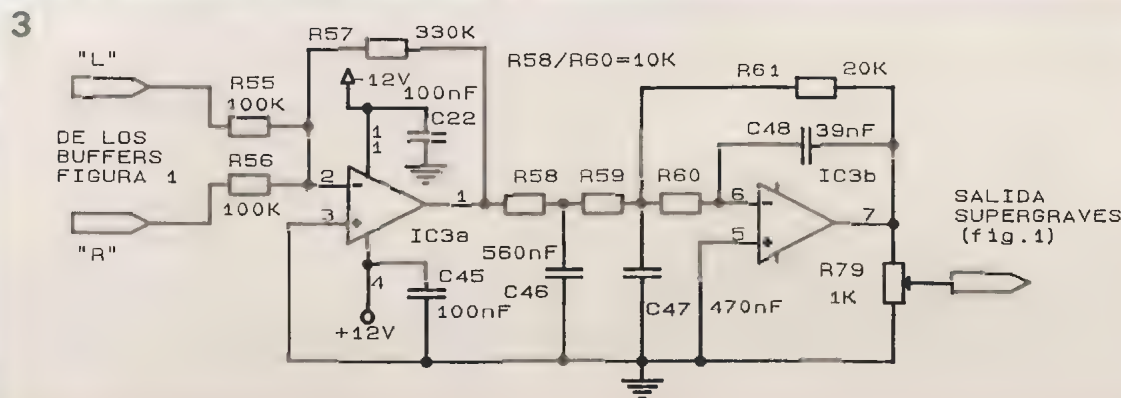 3
"L"
R55
100K
DE LOS
BUFFERS
FIGURA 1
R56
100K
"R"
R57
330K
-12V
100nF
C22
1
1
2
-
3
+
1
IC3a
4
C45
100nF
+12V
R58/R60=10K
R58
R59
R60
560nF
C46
C47
470nF
R61
20K
C48
39nF
IC3b
6
-
5
+
7
R79
1K
SALIDA
SUPERGRAVES
(fig.1)